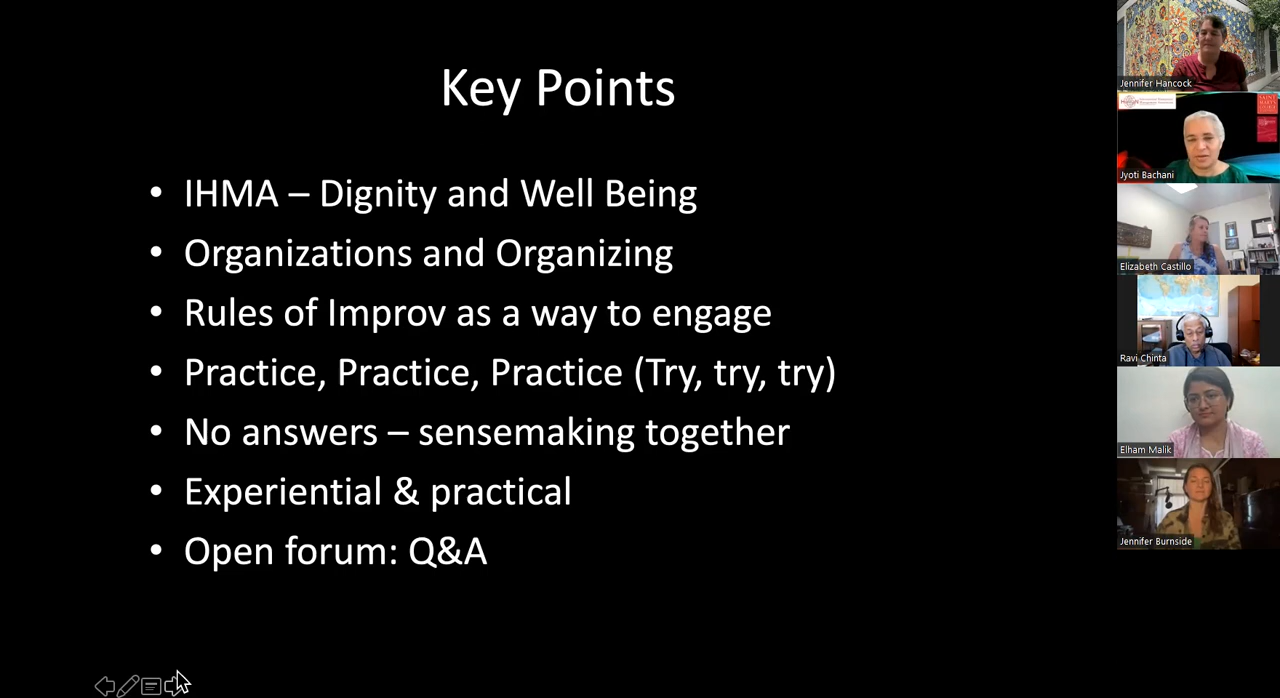 Key Points
• IHMA – Dignity and Well Being
• Organizations and Organizing
• Rules of Improv as a way to engage
• Practice, Practice, Practice (Try, try, try)
• No answers – sensemaking together
• Experiential & practical
• Open forum: Q&A
Jennifer Hancock
Jyoti Bachani
Elizabeth Castillo
Ravi Chinta
Elham Malik
Jennifer Burnside